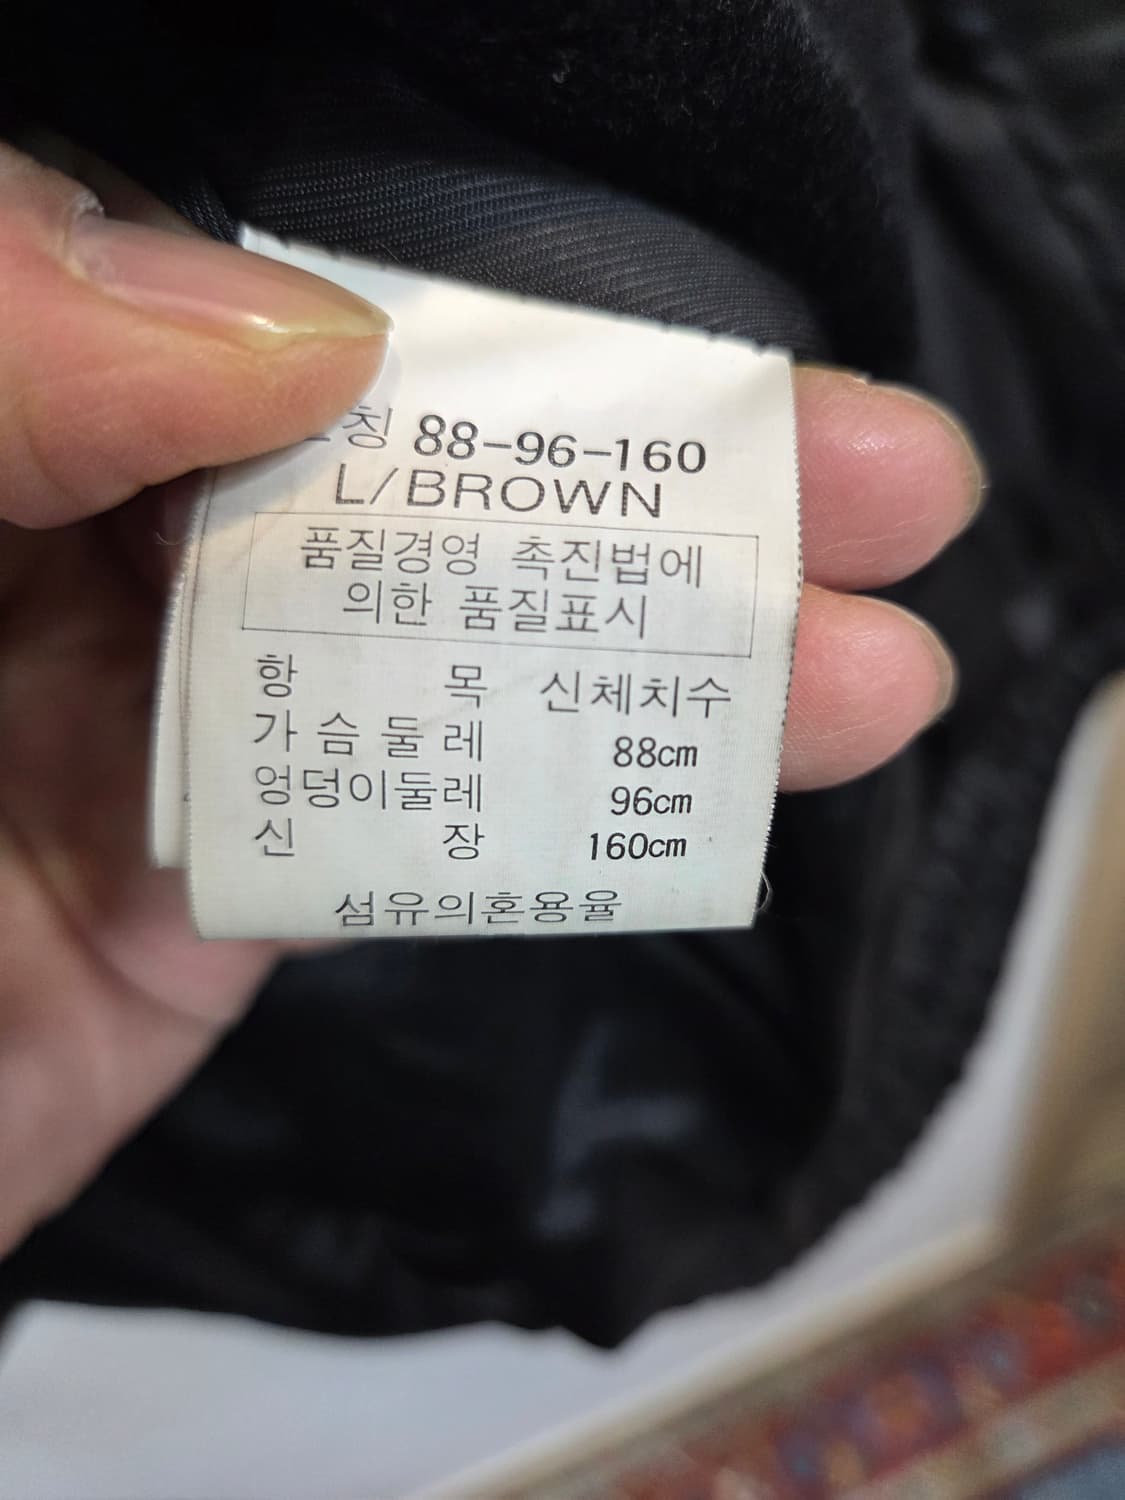 칭 88-96-160
L/BROWN
품질경영 촉진법에
의한 품질표시
항 목 신체치수
가슴둘레 88cm
엉덩이둘레 96cm
신 장 160cm
섬유의혼용율